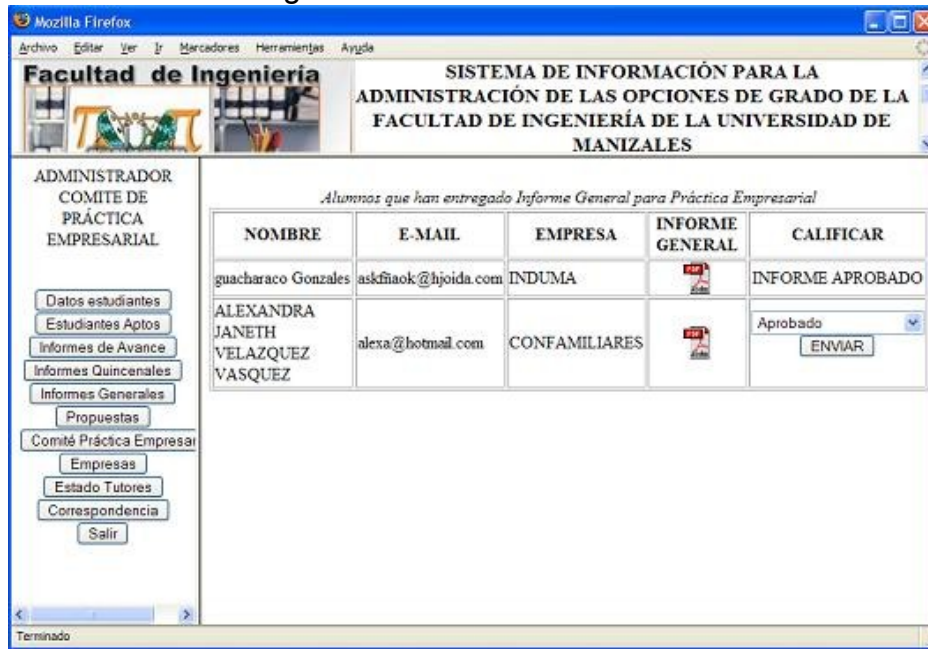 Mozilla Firefox
Archivo Editar Ver Ir Marcadores Herramientas Ayuda
Facultad de Ingeniería
SISTEMA DE INFORMACIÓN PARA LA
ADMINISTRACIÓN DE LAS OPCIONES DE GRADO DE LA
FACULTAD DE INGENIERÍA DE LA UNIVERSIDAD DE
MANIZALES
ADMINISTRADOR
COMITE DE
PRÁCTICA
EMPRESARIAL
Datos estudiantes
Estudiantes Aptos
Informes de Avance
Informes Quincenales
Informes Generales
Propuestas
Comité Práctica Empresar
Empresas
Estado Tutores
Correspondencia
Salir
Alumnos que han entregado Informe General para Práctica Empresarial
NOMBRE E-MAIL EMPRESA INFORME GENERAL CALIFICAR
guacharaco Gonzales askfñaok@hjoida.com INDUMA INFORME APROBADO
ALEXANDRA
JANETH
VELAZQUEZ
VASQUEZ
alexa@hotmail.com CONFAMILIARES
Aprobado
ENVIAR
Terminado